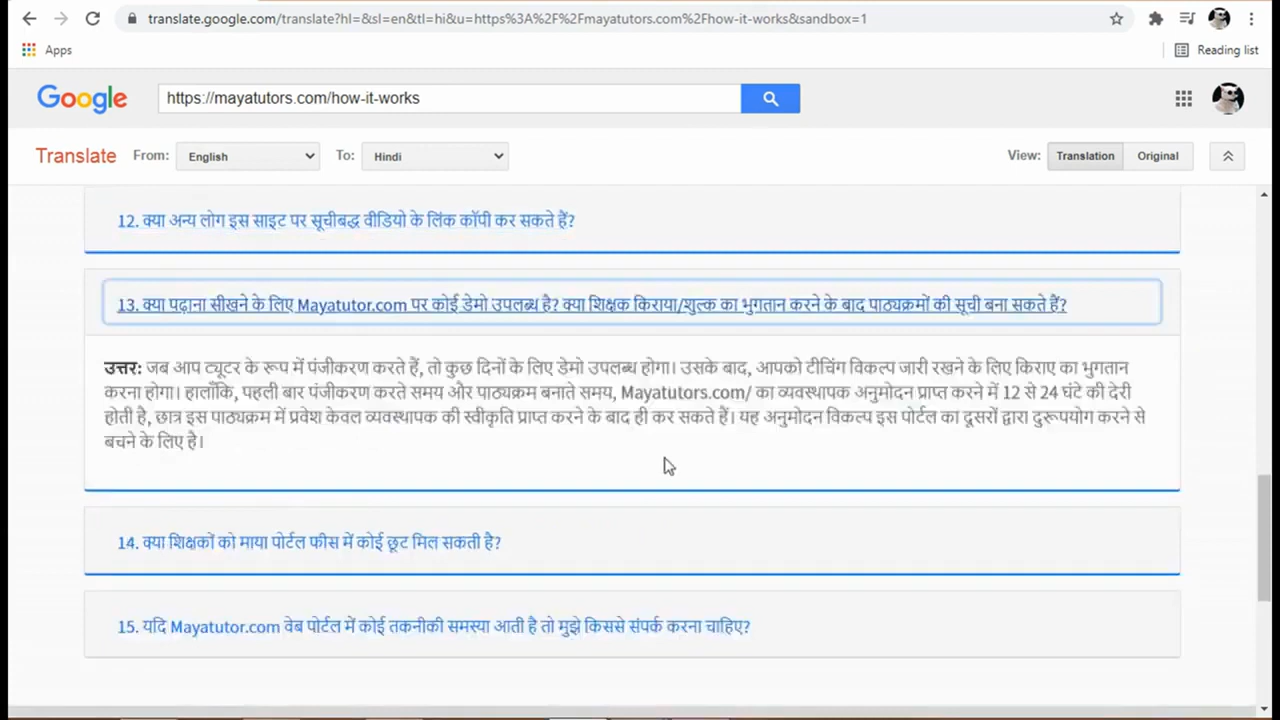 translate.google.com/translate?hl=&sl=en&tl=hi&u=https%3A%2F%2Fmayatutors.com%2Fhow-it-works&sandbox=1
Apps
Reading list
Google
https://mayatutors.com/how-it-works
Translate From: English To: Hindi View: Translation Original
12. क्या अन्य लोग इस साइट पर सूचीबद्ध वीडियो के लिंक कॉपी कर सकते हैं?
13. क्या पढ़ाना सीखने के लिए Mayatutor.com पर कोई डेमो उपलब्ध है? क्या शिक्षक किराया/शुल्क का भुगतान करने के बाद पाठ्यक्रमों की सूची बना सकते हैं?
उत्तर: जब आप ट्यूटर के रूप में पंजीकरण करते हैं, तो कुछ दिनों के लिए डेमो उपलब्ध होगा। उसके बाद, आपको टीचिंग विकल्प जारी रखने के लिए किराए का भुगतान
करना होगा। हालाँकि, पहली बार पंजीकरण करते समय और पाठ्यक्रम बनाते समय, Mayatutors.com/ का व्यवस्थापक अनुमोदन प्राप्त करने में 12 से 24 घंटे की देरी
होती है, छात्र इस पाठ्यक्रम में प्रवेश केवल व्यवस्थापक की स्वीकृति प्राप्त करने के बाद ही कर सकते हैं। यह अनुमोदन विकल्प इस पोर्टल का दूसरों द्वारा दुरूपयोग करने से
बचने के लिए है।
14. क्या शिक्षकों को माया पोर्टल फीस में कोई छूट मिल सकती है?
15. यदि Mayatutor.com वेब पोर्टल में कोई तकनीकी समस्या आती है तो मुझे किससे संपर्क करना चाहिए?